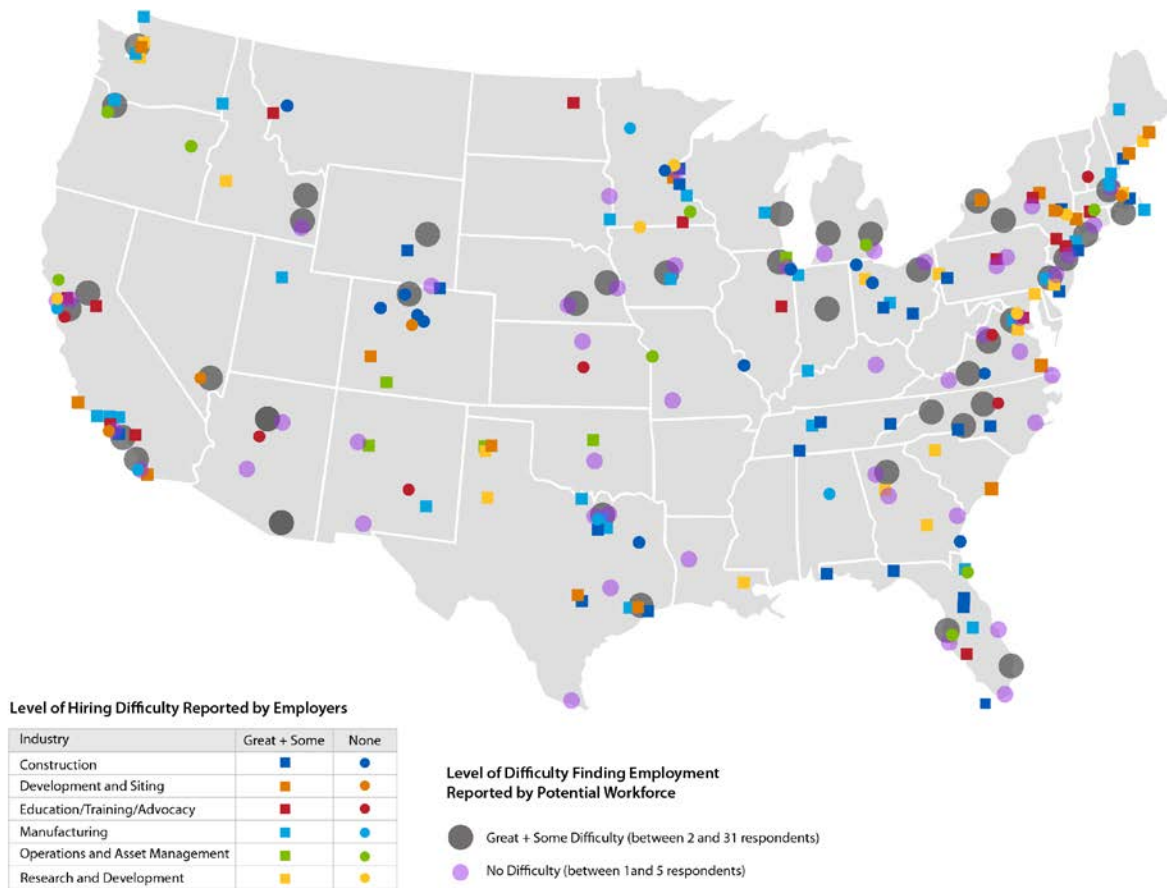 Level of Hiring Difficulty Reported by Employers
Industry Great + Some None
Construction
Development and Siting
Education/Training/Advocacy
Manufacturing
Operations and Asset Management
Research and Development
Level of Difficulty Finding Employment
Reported by Potential Workforce
Great + Some Difficulty (between 2 and 31 respondents)
No Difficulty (between 1and 5 respondents)